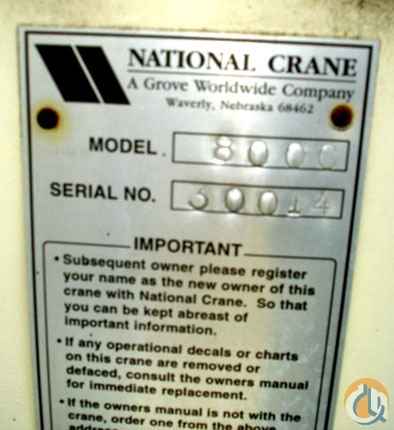 NATIONAL CRANE
A Grove Worldwide Company
Waverly, Nebraska 68462
MODEL. 800C
SERIAL NO. 30014
IMPORTANT
• Subsequent owner please register
your name as the new owner of this
crane with National Crane. So that
you can be kept abreast of
important information.
• If any operational decals or charts
on this crane are removed or
defaced, consult the owners manual
for immediate replacement.
• If the owners manual is not with the
crane, order one from the above